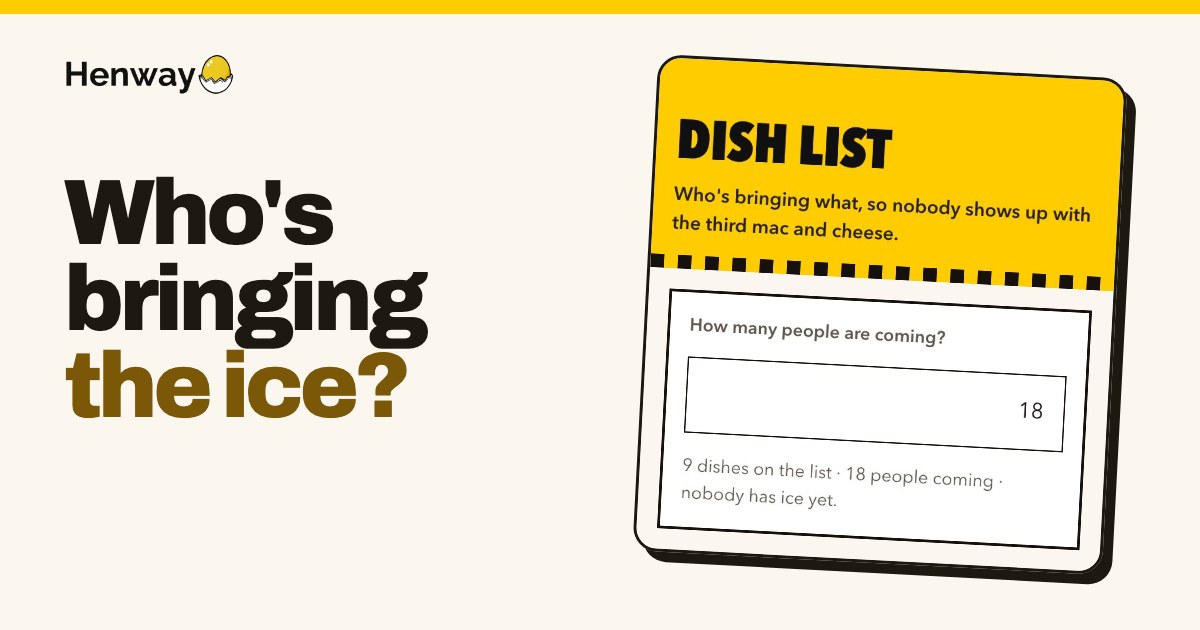 Henway
Who's
bringing
the ice?
DISH LIST
Who's bringing what, so nobody shows up with
the third mac and cheese.
How many people are coming?
18
9 dishes on the list · 18 people coming ·
nobody has ice yet.